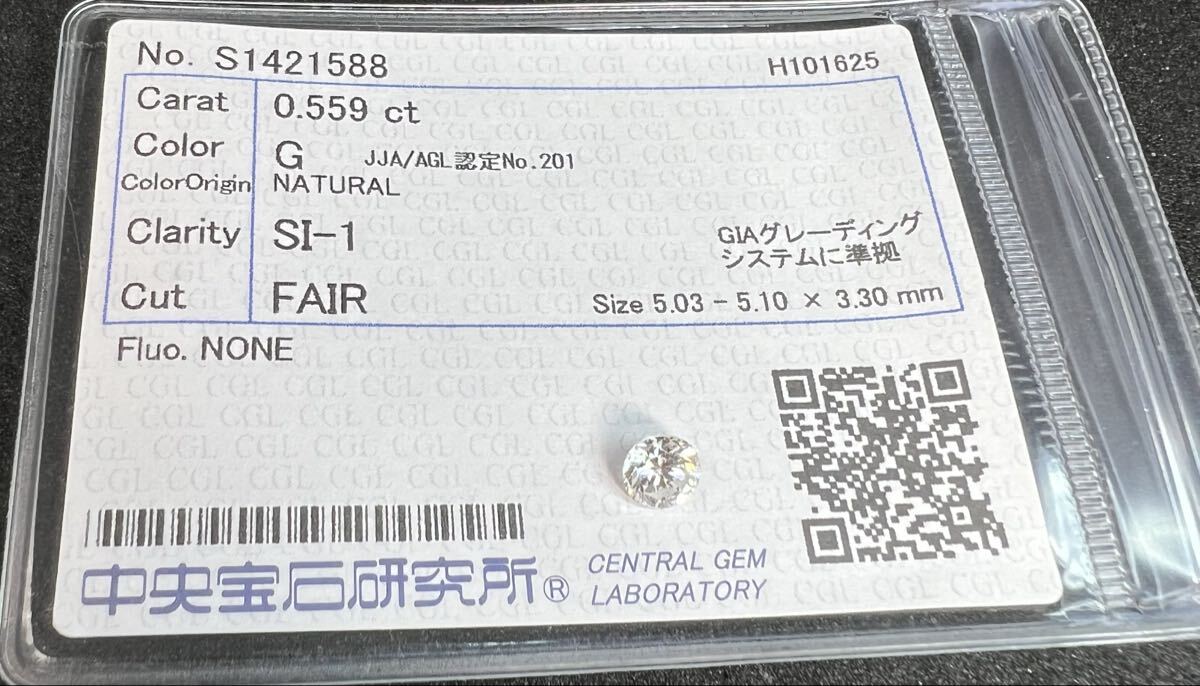 No. S1421588 H101625
Carat 0.559 ct
Color G JJA/AGL認定No.201
ColorOrigin NATURAL
Clarity SI-1 GIAグレーディング
システムに準拠
Cut FAIR Size 5.03 - 5.10 × 3.30 mm
Fluo. NONE
中央宝石研究所® CENTRAL GEM
LABORATORY